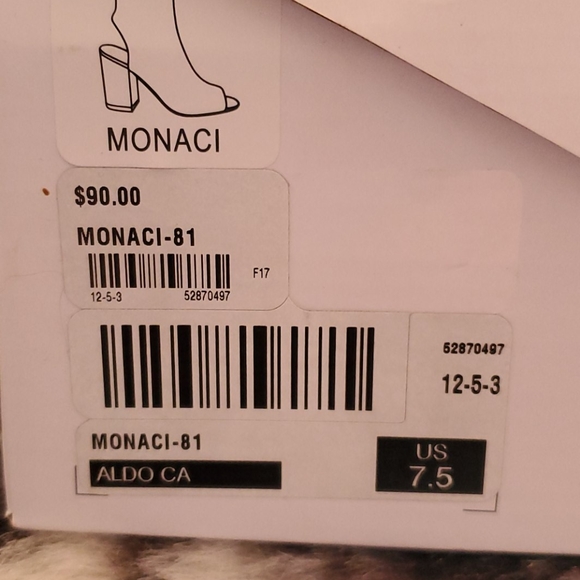 MONACI
$90.00
MONACI-81
F17
12-5-3 52870497
52870497
12-5-3
MONACI-81
ALDO CA
US
7.5